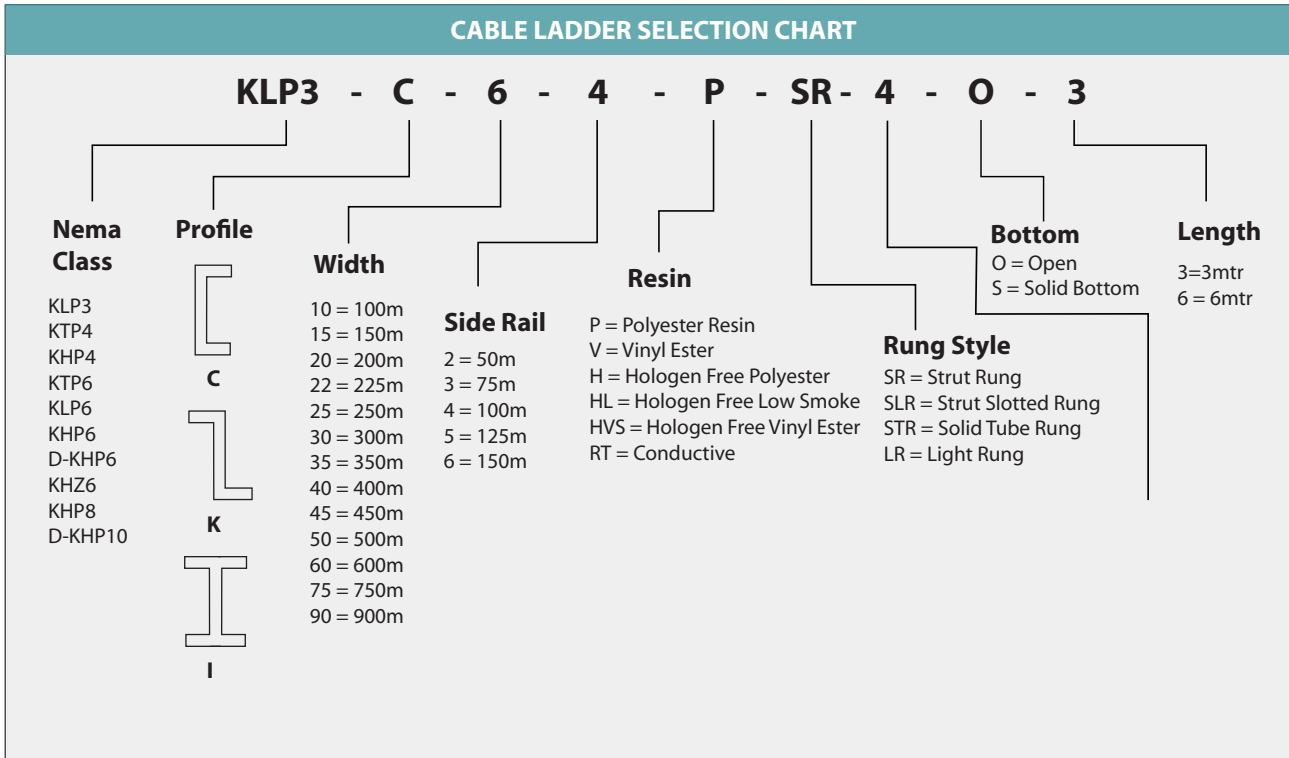 CABLE LADDER SELECTION CHART
KLP3 - C - 6 - 4 - P - SR - 4 - O - 3
Nema
Class
KLP3
KTP4
KHP4
KTP6
KLP6
KHP6
D-KHP6
KHZ6
KHP8
D-KHP10
Profile
C
K
I
Width
10 = 100m
15 = 150m
20 = 200m
22 = 225m
25 = 250m
30 = 300m
35 = 350m
40 = 400m
45 = 450m
50 = 500m
60 = 600m
75 = 750m
90 = 900m
Side Rail
2 = 50m
3 = 75m
4 = 100m
5 = 125m
6 = 150m
Resin
P = Polyester Resin
V = Vinyl Ester
H = Hologen Free Polyester
HL = Hologen Free Low Smoke
HVS = Hologen Free Vinyl Ester
RT = Conductive
Rung Style
SR = Strut Rung
SLR = Strut Slotted Rung
STR = Solid Tube Rung
LR = Light Rung
Bottom
O = Open
S = Solid Bottom
Length
3=3mtr
6 = 6mtr